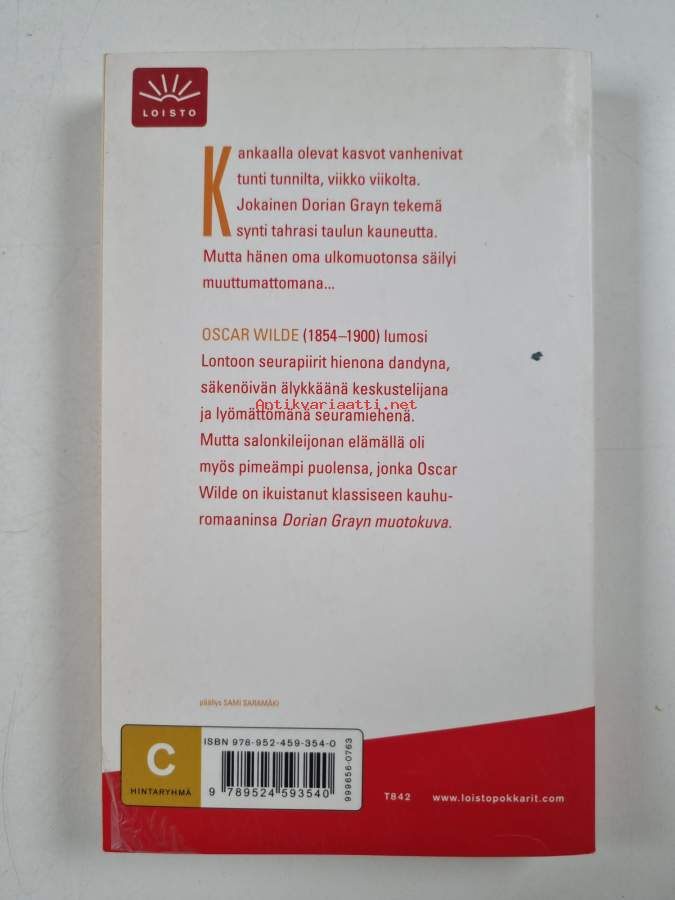 LOISTO
Kankaalla olevat kasvot vanhenivat
tunti tunnilta, viikko viikolta.
Jokainen Dorian Grayn tekemä
synti tahrasi taulun kauneutta.
Mutta hänen oma ulkomuotonsa säilyi
muuttumattomana...
OSCAR WILDE (1854–1900) lumosi
Lontoon seurapiirit hienona dandyna,
säkenöivän älykkäänä keskustelijana
Antikvariaatti.net
ja lyömättömänä seuramiehenä.
Mutta salonkileijonan elämällä oli
myös pimeämpi puolensa, jonka Oscar
Wilde on ikuistanut klassiseen kauhu-
romaaninsa Dorian Grayn muotokuva.
päällys SAMI SARAMÄKI
C
HINTARYHMÄ
ISBN 978-952-459-354-0
9 789524 593540
999656-0763
T842 www.loistopokkarit.com